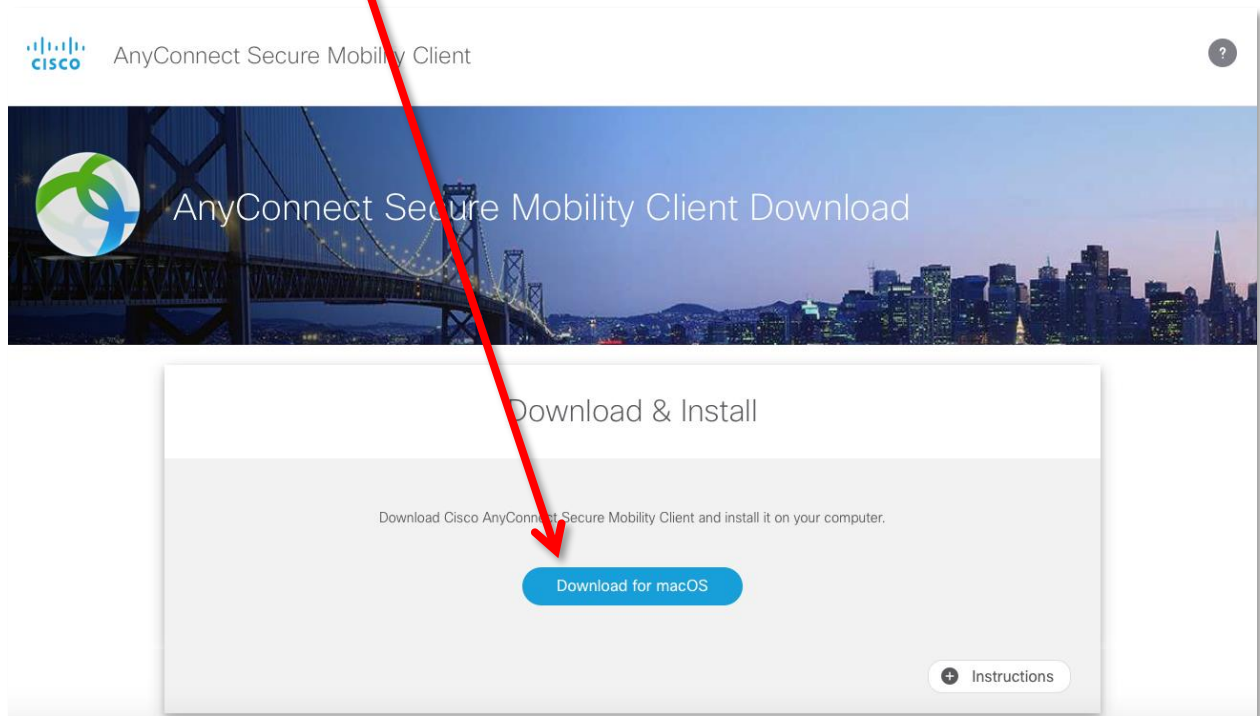 CISCO
AnyConnect Secure Mobility Client
?
AnyConnect Secure Mobility Client Download
Download & Install
Download Cisco AnyConnect Secure Mobility Client and install it on your computer.
Download for macOS
Instructions